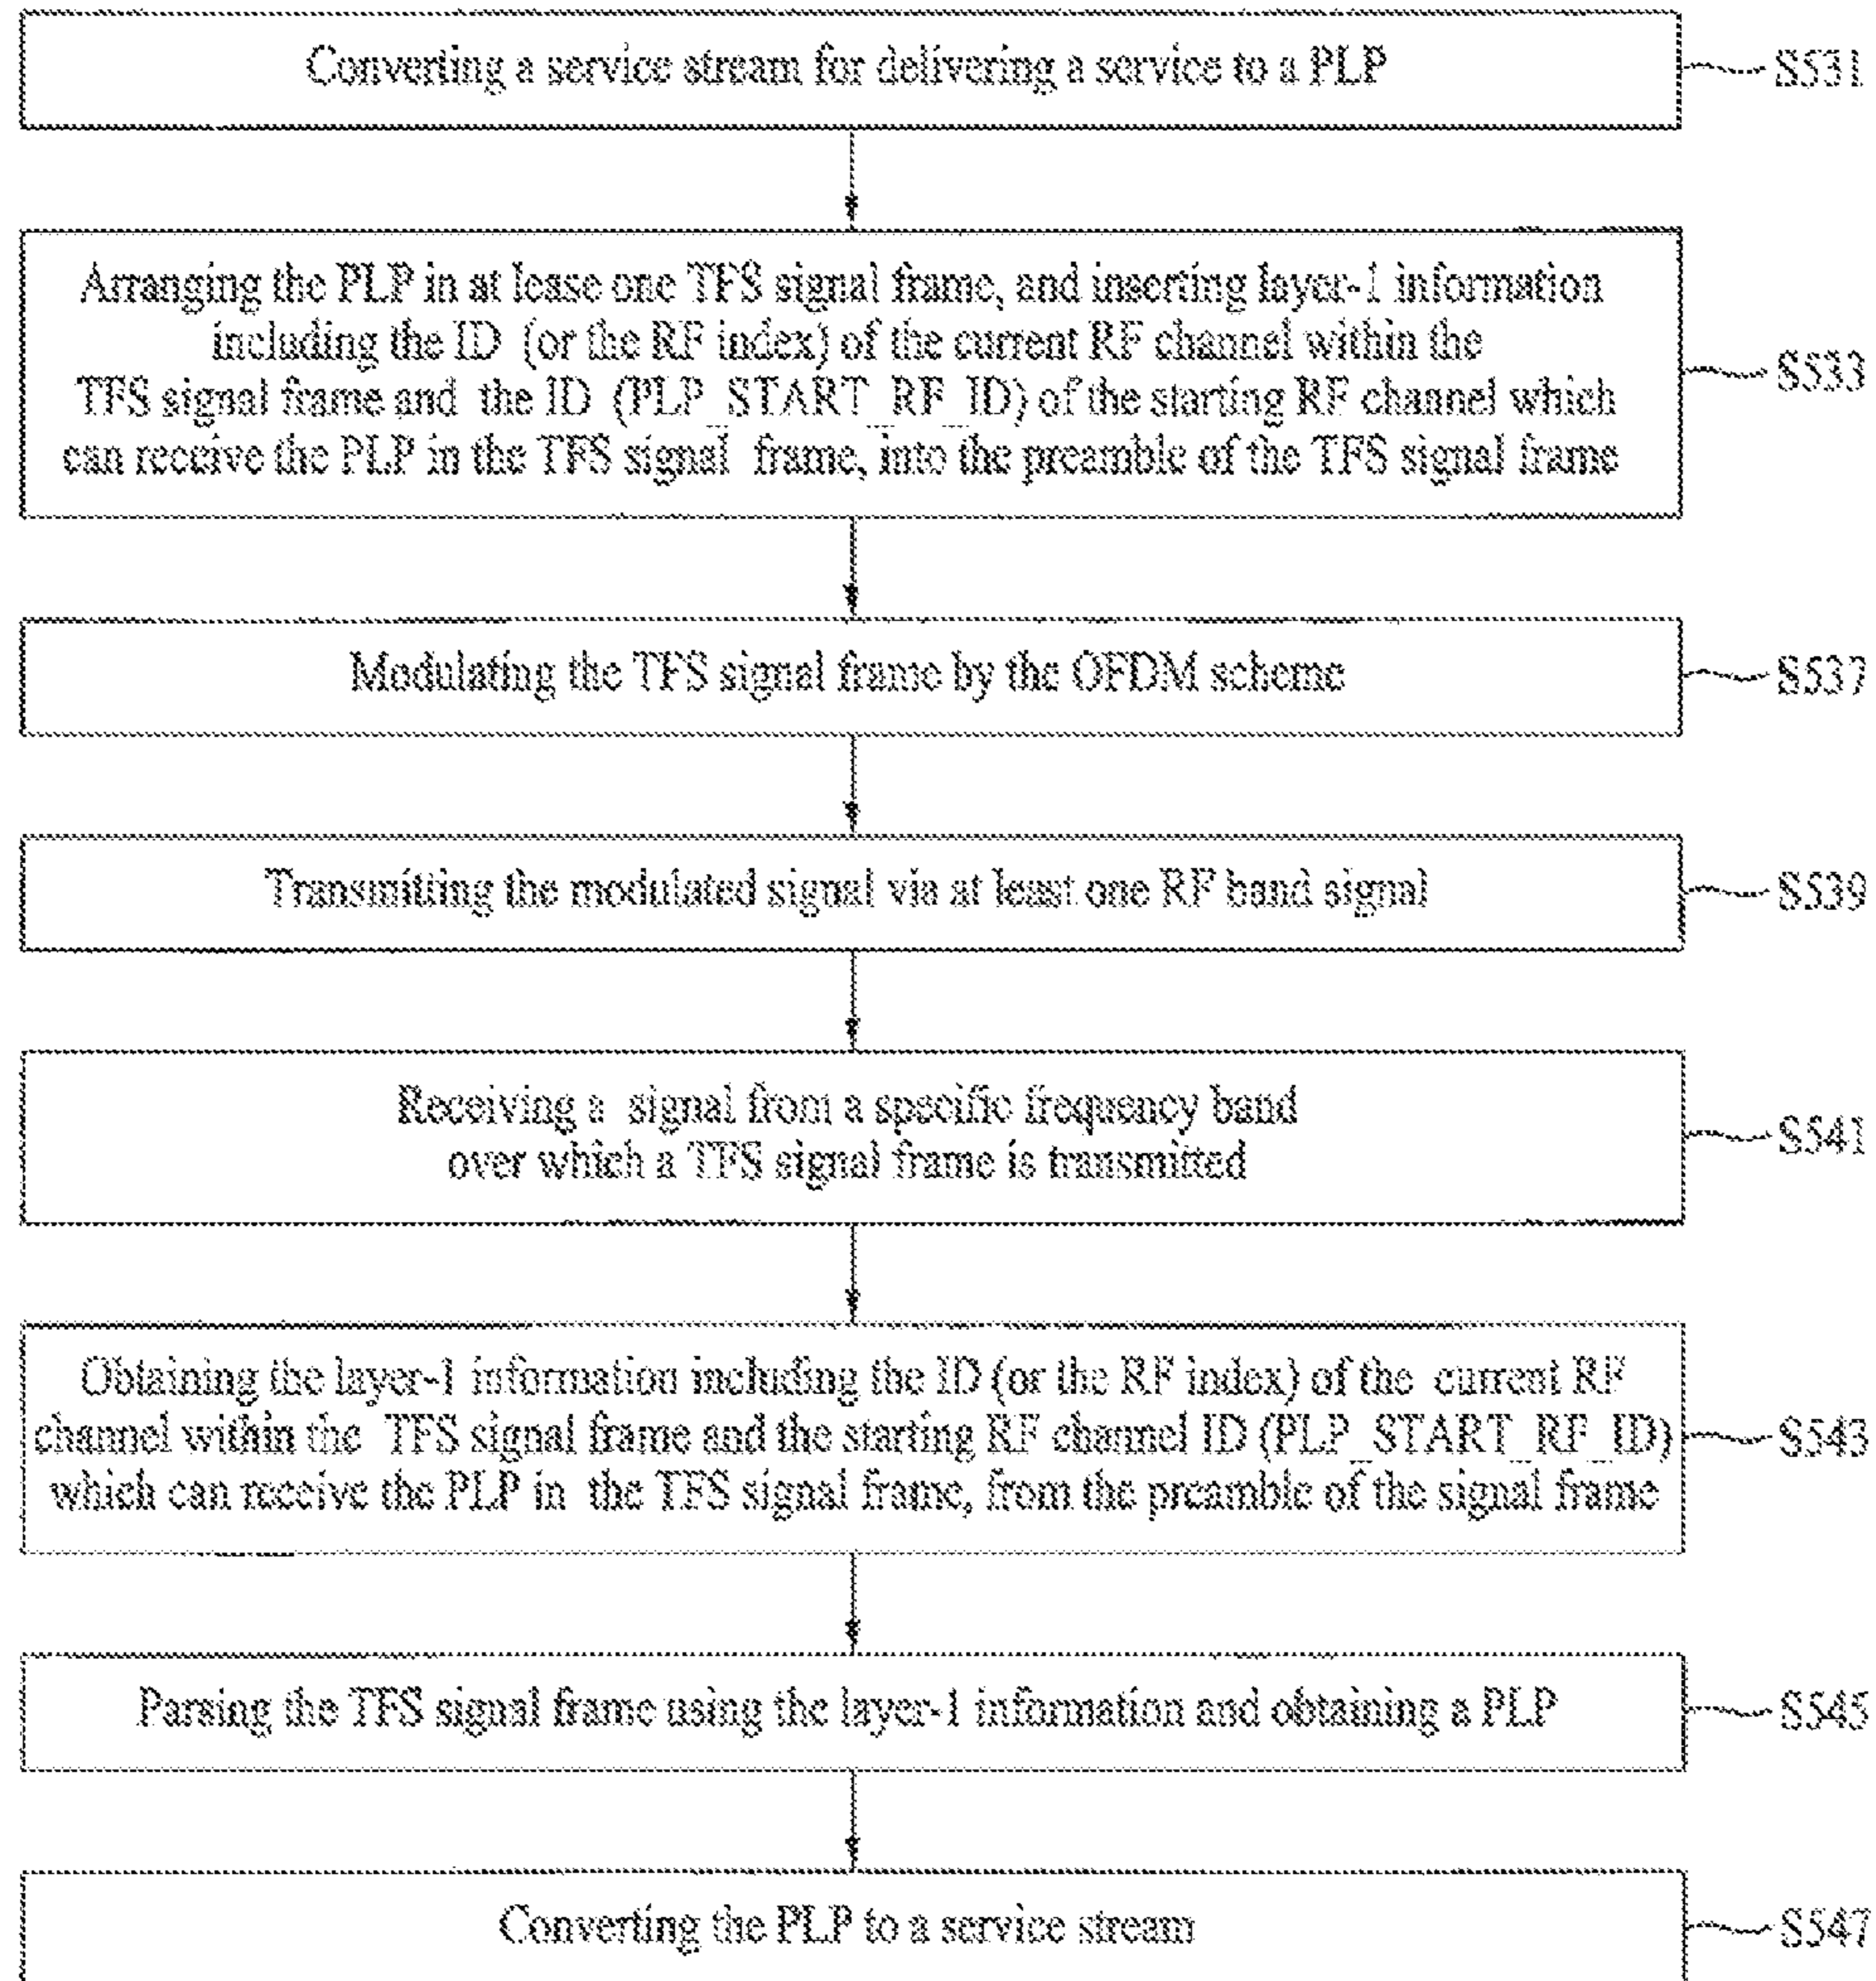 Converting a service stream for delivering a service to a PLP
S531
Arranging the PLP in at lease one TFS signal frame, and inserting layer-1 information
including the ID (or the RF index) of the current RF channel within the
TFS signal frame and the ID (PLP_START_RF_ID) of the starting RF channel which
can receive the PLP in the TFS signal frame, into the preamble of the TFS signal frame
S533
Modulating the TFS signal frame by the OFDM scheme
S537
Transmitting the modulated signal via at least one RF band signal
S539
Receiving a signal from a specific frequency band
over which a TFS signal frame is transmitted
S541
Obtaining the layer-1 information including the ID (or the RF index) of the current RF
channel within the TFS signal frame and the starting RF channel ID (PLP_START_RF_ID)
which can receive the PLP in the TFS signal frame, from the preamble of the signal frame
S543
Parsing the TFS signal frame using the layer-1 information and obtaining a PLP
S545
Converting the PLP to a service stream
S547